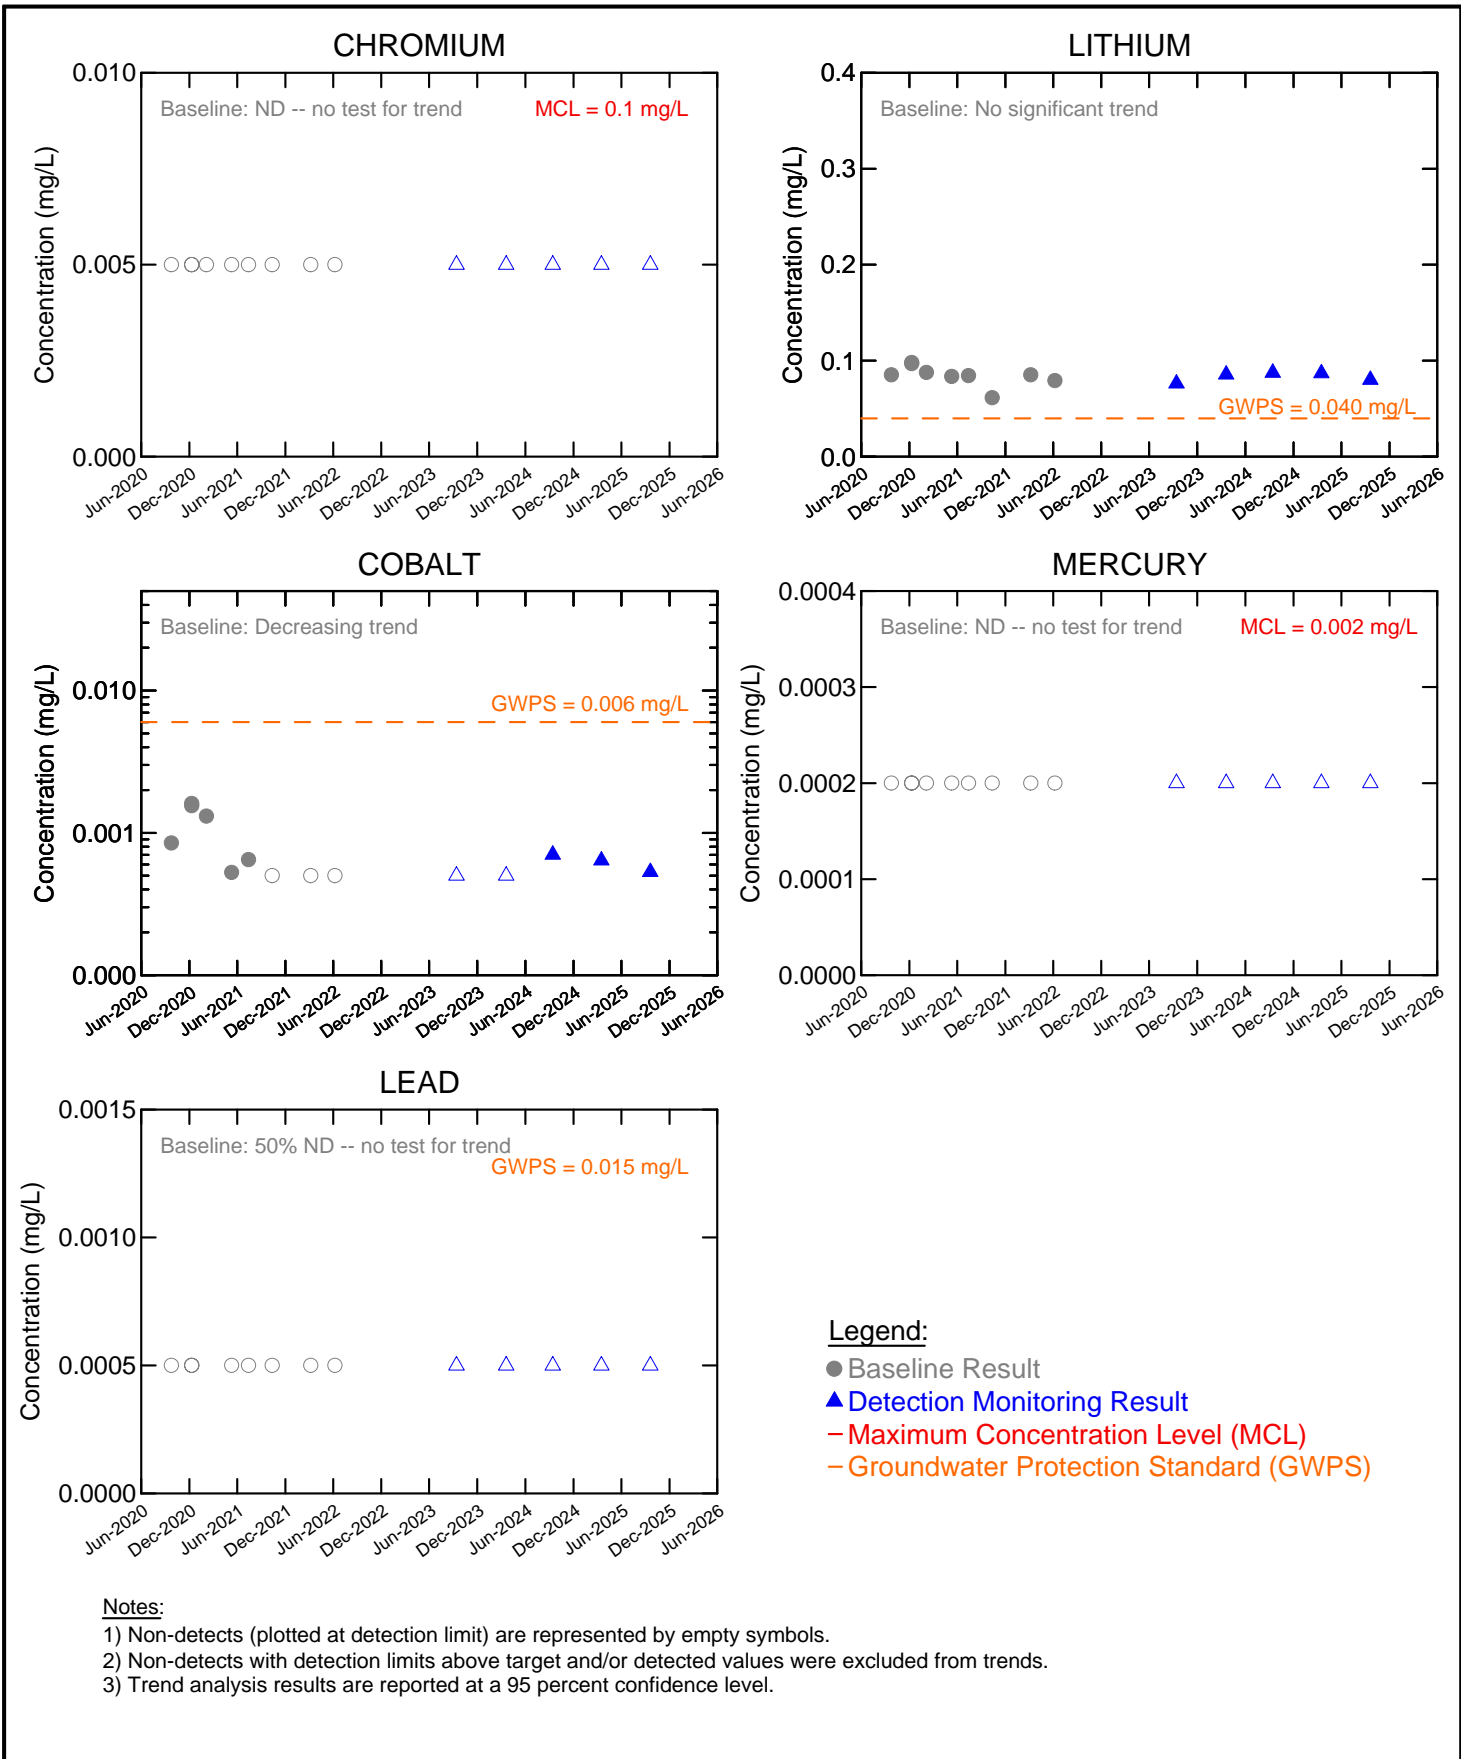 CHROMIUM
Concentration (mg/L)
0.010
0.005
0.000
Baseline: ND -- no test for trend
MCL = 0.1 mg/L
Jun-2020
Dec-2020
Jun-2021
Dec-2021
Jun-2022
Dec-2022
Jun-2023
Dec-2023
Jun-2024
Dec-2024
Jun-2025
Dec-2025
Jun-2026
LITHIUM
Concentration (mg/L)
0.4
0.3
0.2
0.1
0.0
Baseline: No significant trend
GWPS = 0.040 mg/L
Jun-2020
Dec-2020
Jun-2021
Dec-2021
Jun-2022
Dec-2022
Jun-2023
Dec-2023
Jun-2024
Dec-2024
Jun-2025
Dec-2025
Jun-2026
COBALT
Concentration (mg/L)
0.010
0.001
0.000
Baseline: Decreasing trend
GWPS = 0.006 mg/L
Jun-2020
Dec-2020
Jun-2021
Dec-2021
Jun-2022
Dec-2022
Jun-2023
Dec-2023
Jun-2024
Dec-2024
Jun-2025
Dec-2025
Jun-2026
MERCURY
Concentration (mg/L)
0.0004
0.0003
0.0002
0.0001
0.0000
Baseline: ND -- no test for trend
MCL = 0.002 mg/L
Jun-2020
Dec-2020
Jun-2021
Dec-2021
Jun-2022
Dec-2022
Jun-2023
Dec-2023
Jun-2024
Dec-2024
Jun-2025
Dec-2025
Jun-2026
LEAD
Concentration (mg/L)
0.0015
0.0010
0.0005
0.0000
Baseline: 50% ND -- no test for trend
GWPS = 0.015 mg/L
Jun-2020
Dec-2020
Jun-2021
Dec-2021
Jun-2022
Dec-2022
Jun-2023
Dec-2023
Jun-2024
Dec-2024
Jun-2025
Dec-2025
Jun-2026
Legend:
Baseline Result
Detection Monitoring Result
Maximum Concentration Level (MCL)
Groundwater Protection Standard (GWPS)
Notes:
1) Non-detects (plotted at detection limit) are represented by empty symbols.
2) Non-detects with detection limits above target and/or detected values were excluded from trends.
3) Trend analysis results are reported at a 95 percent confidence level.